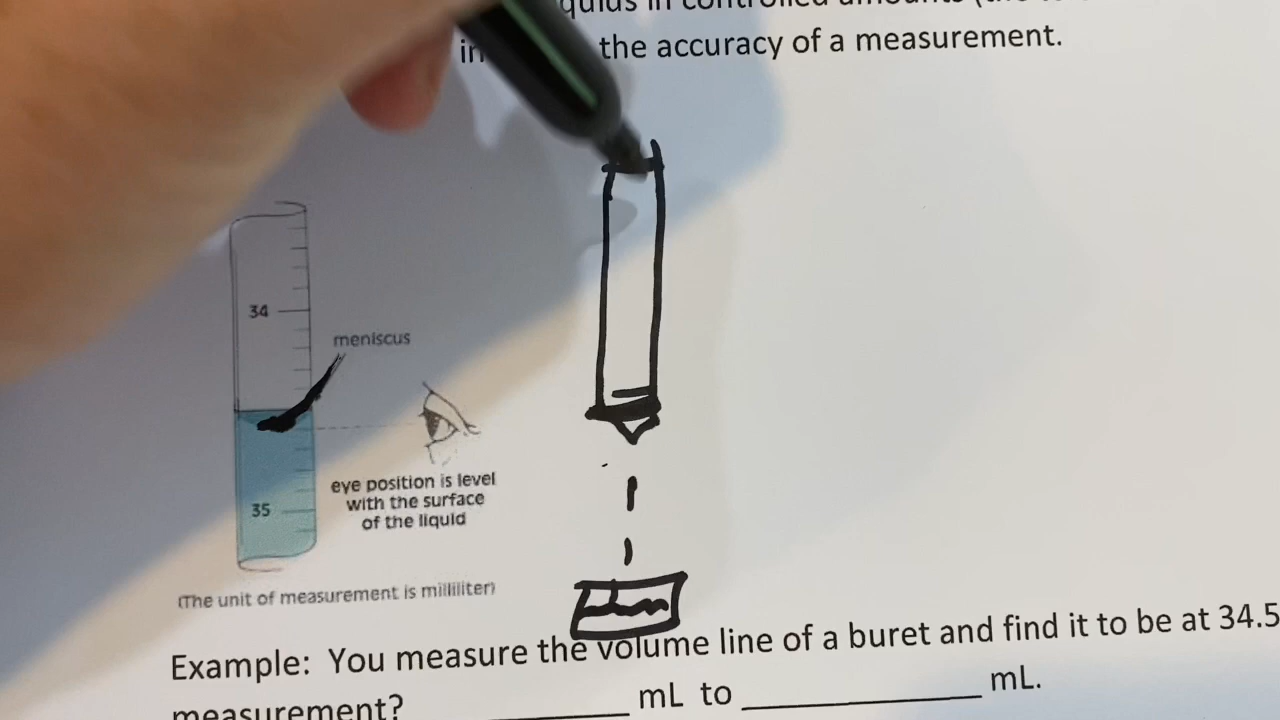 in the accuracy of a measurement.
34
meniscus
35
eye position is level
with the surface
of the liquid
(The unit of measurement is milliliter)
Example: You measure the volume line of a buret and find it to be at 34.5
measurement? mL to mL.